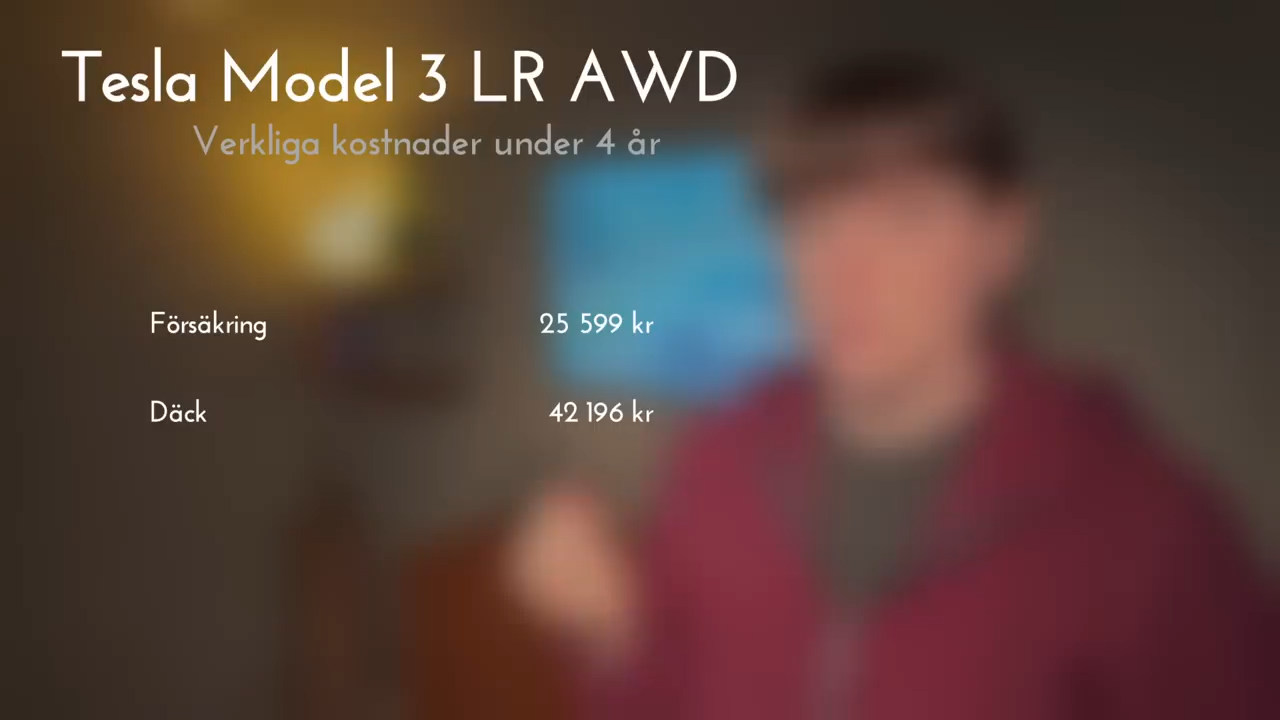 Tesla Model 3 LR AWD
Verkliga kostnader under 4 år
Försäkring 25 599 kr
Däck 42 196 kr